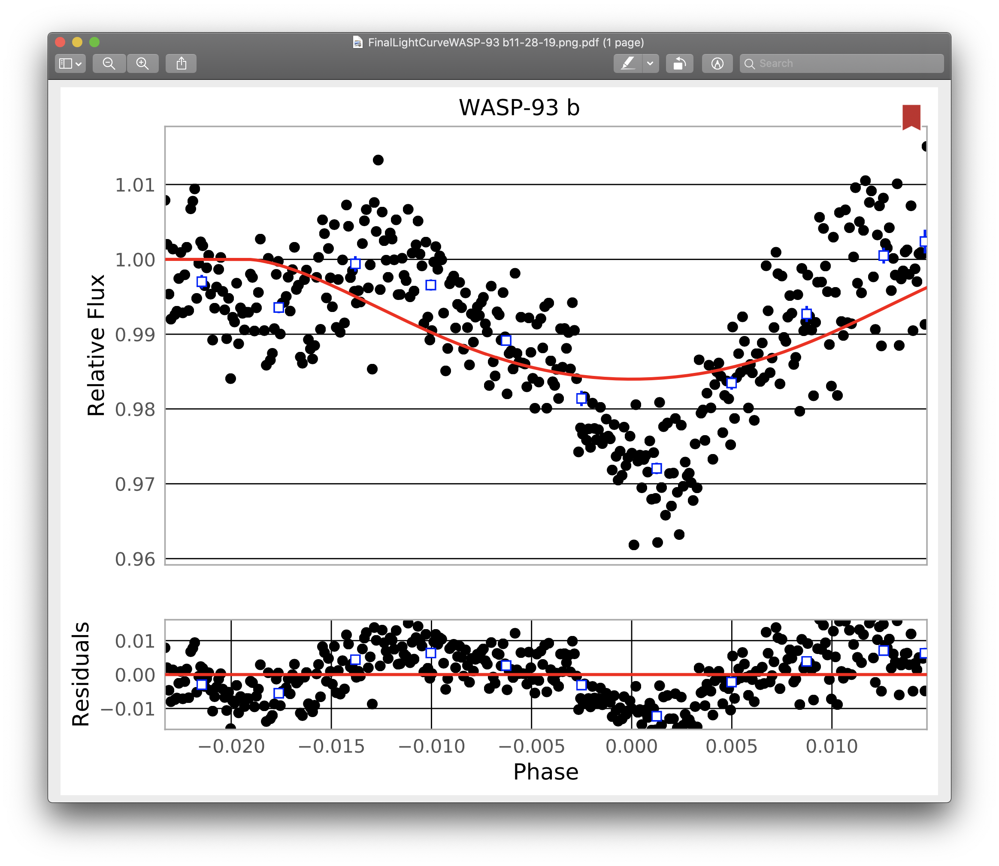 FinalLightCurveWASP-93 b11-28-19.png.pdf (1 page)
Search
WASP-93 b
Relative Flux
1.01
1.00
0.99
0.98
0.97
0.96
Residuals
0.01
0.00
−0.01
−0.020 −0.015 −0.010 −0.005 0.000 0.005 0.010
Phase